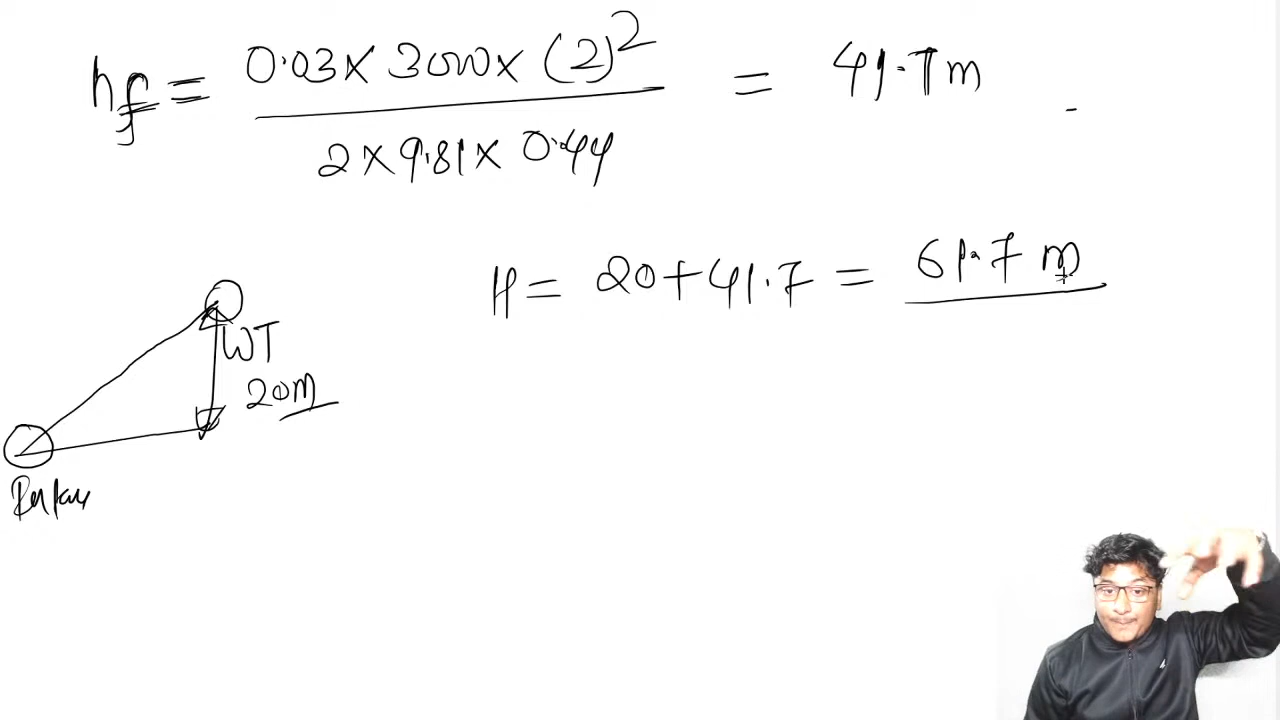 hf = 0.03 × 3000 × (2)² = 41.7 m
2 × 9.81 × 0.44
H = 20 + 41.7 = 61.7 m
WT
20m